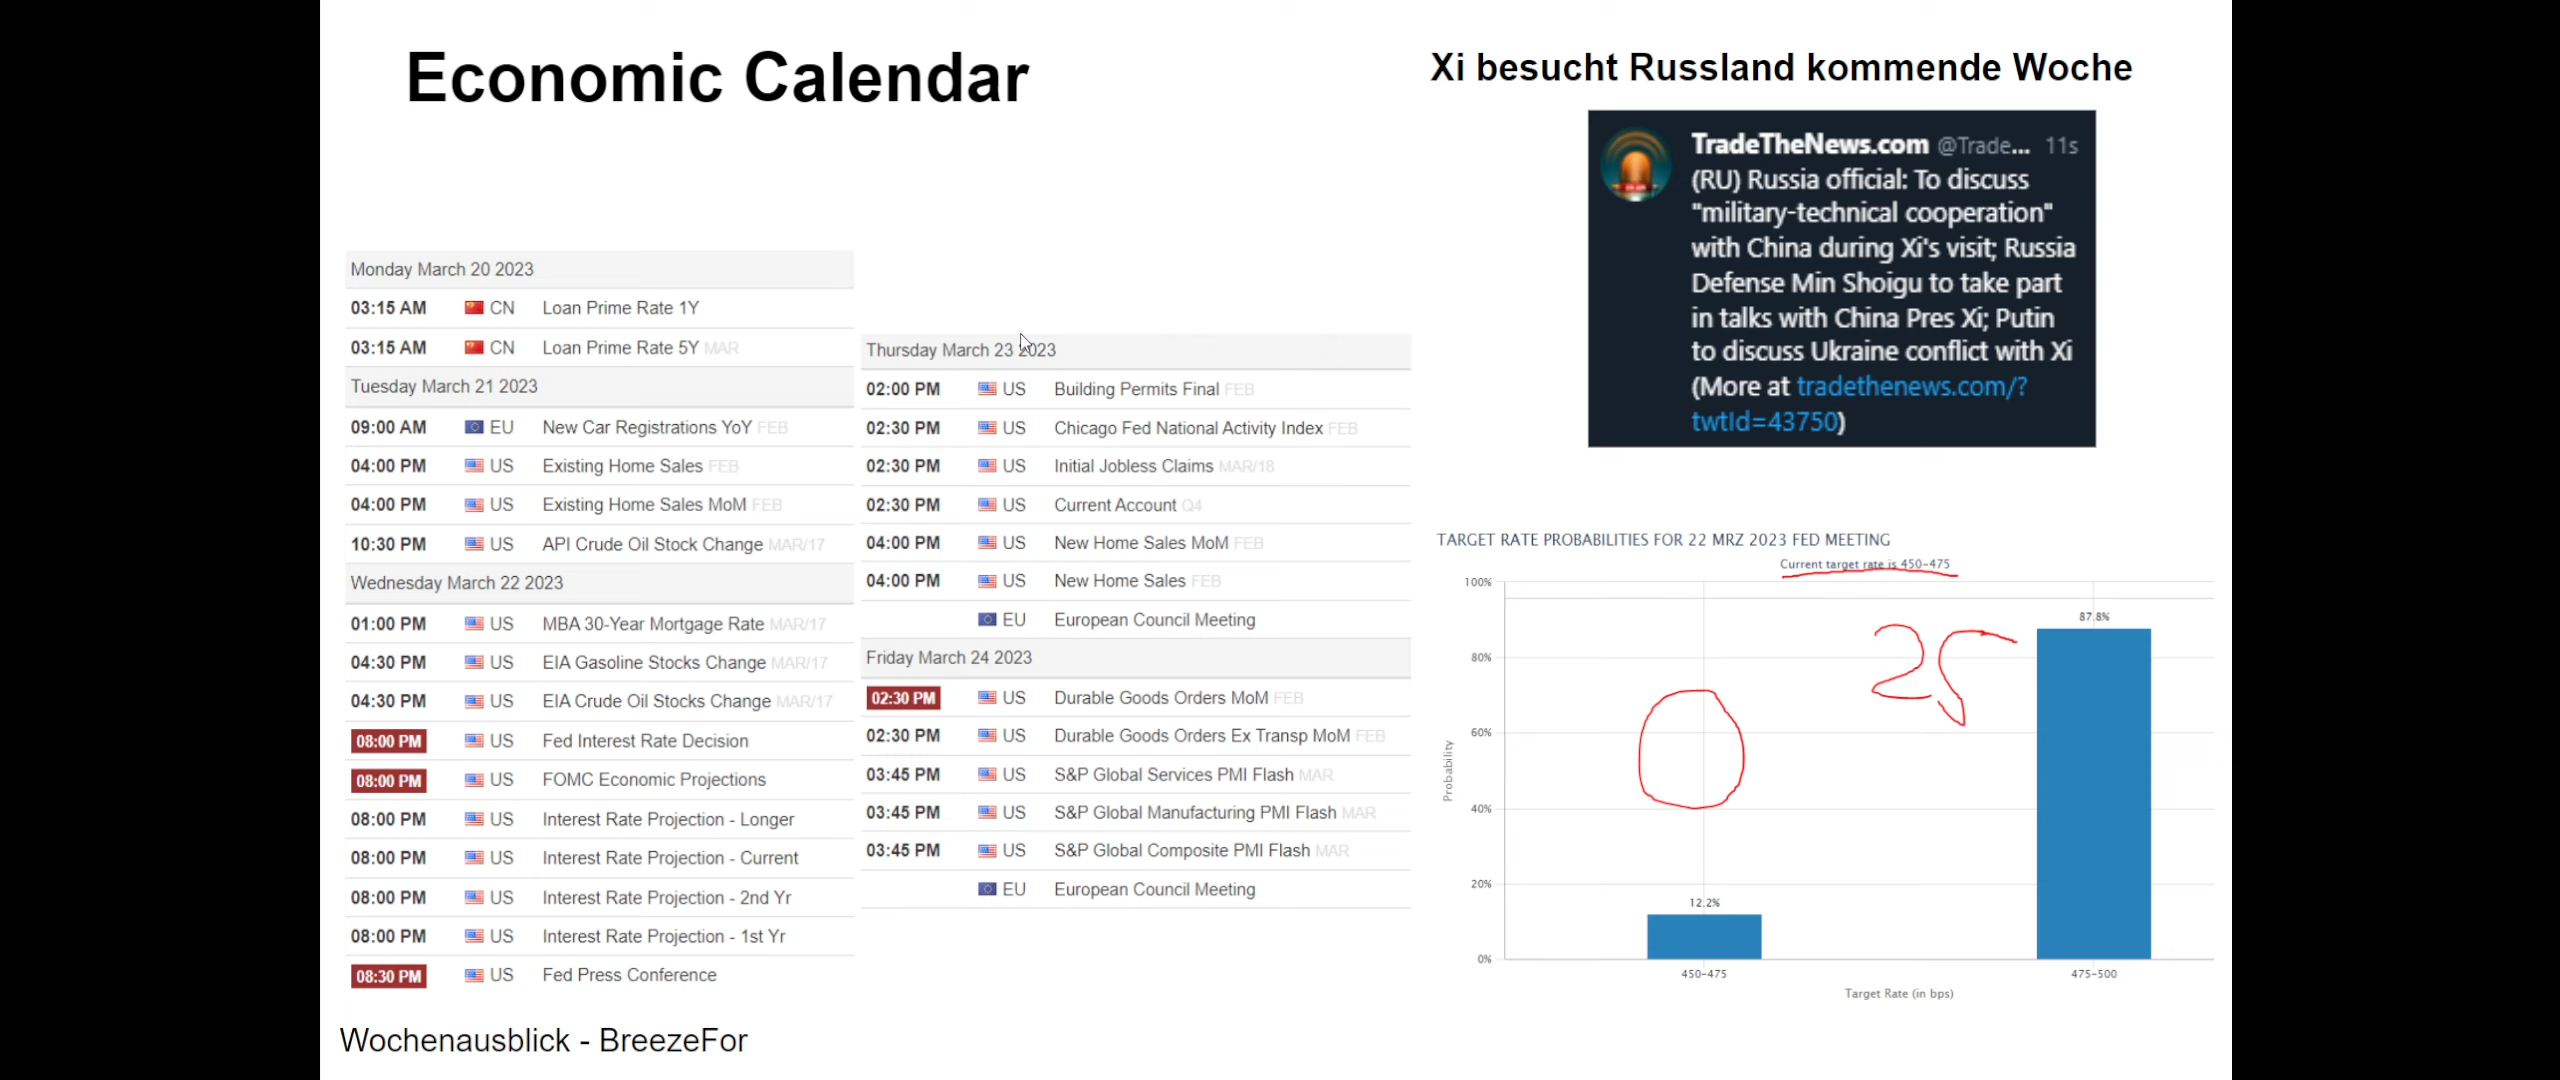 Economic Calendar
Monday March 20 2023
03:15 AM CN Loan Prime Rate 1Y
03:15 AM CN Loan Prime Rate 5Y MAR
Tuesday March 21 2023
09:00 AM EU New Car Registrations YoY FEB
04:00 PM US Existing Home Sales FEB
04:00 PM US Existing Home Sales MoM FEB
10:30 PM US API Crude Oil Stock Change MAR/17
Wednesday March 22 2023
01:00 PM US MBA 30-Year Mortgage Rate MAR/17
04:30 PM US EIA Gasoline Stocks Change MAR/17
04:30 PM US EIA Crude Oil Stocks Change MAR/17
08:00 PM US Fed Interest Rate Decision
08:00 PM US FOMC Economic Projections
08:00 PM US Interest Rate Projection - Longer
08:00 PM US Interest Rate Projection - Current
08:00 PM US Interest Rate Projection - 2nd Yr
08:00 PM US Interest Rate Projection - 1st Yr
08:30 PM US Fed Press Conference
Thursday March 23 2023
02:00 PM US Building Permits Final FEB
02:30 PM US Chicago Fed National Activity Index FEB
02:30 PM US Initial Jobless Claims MAR/18
02:30 PM US Current Account Q4
04:00 PM US New Home Sales MoM FEB
04:00 PM US New Home Sales FEB
EU European Council Meeting
Friday March 24 2023
02:30 PM US Durable Goods Orders MoM FEB
02:30 PM US Durable Goods Orders Ex Transp MoM FEB
03:45 PM US S&P Global Services PMI Flash MAR
03:45 PM US S&P Global Manufacturing PMI Flash MAR
03:45 PM US S&P Global Composite PMI Flash MAR
EU European Council Meeting
Xi besucht Russland kommende Woche
TradeTheNews.com @Trade... 11s
(RU) Russia official: To discuss
"military-technical cooperation"
with China during Xi's visit; Russia
Defense Min Shoigu to take part
in talks with China Pres Xi; Putin
to discuss Ukraine conflict with Xi
(More at tradethenews.com/?
twtId=43750)
TARGET RATE PROBABILITIES FOR 22 MRZ 2023 FED MEETING
Current target rate is 450-475
100%
80%
60%
40%
20%
0%
Probability
0
25
12.2%
87.8%
450-475
475-500
Target Rate (in bps)
Wochenausblick - BreezeFor